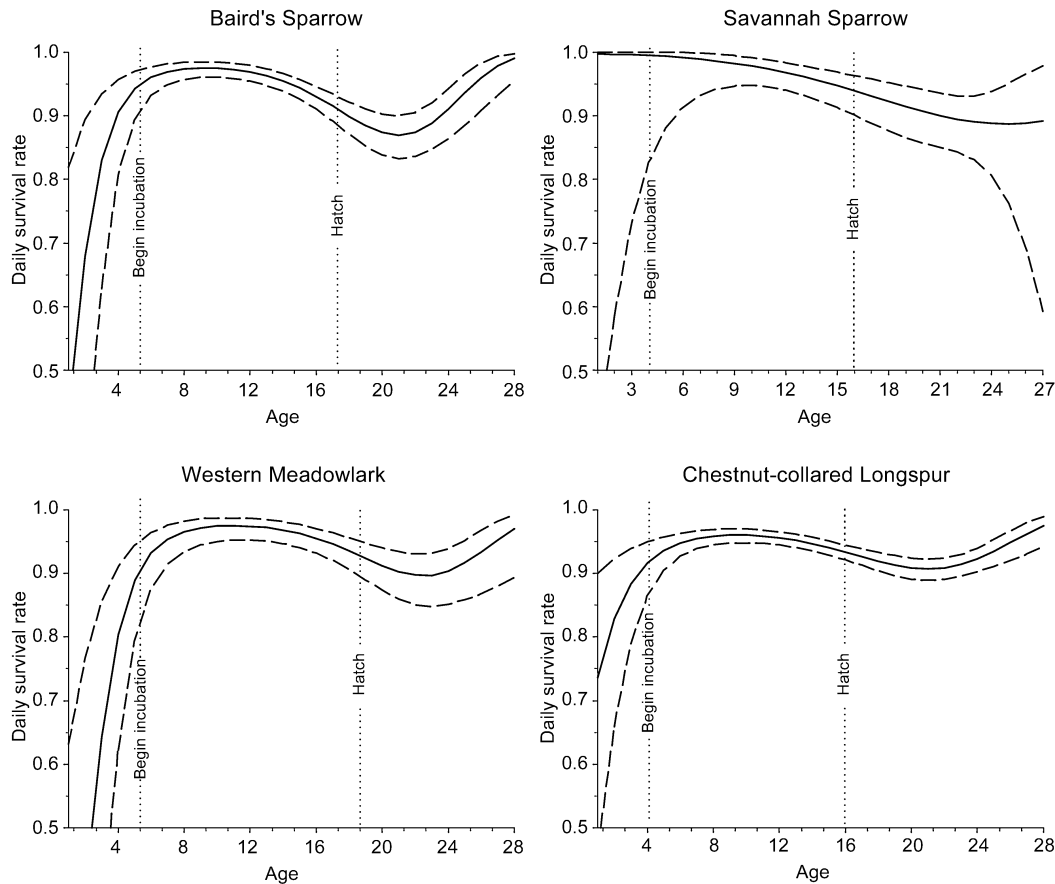 Baird's Sparrow
1.0
0.9
0.8
0.7
0.6
0.5
Daily survival rate
Begin incubation
Hatch
4 8 12 16 20 24 28
Age
Savannah Sparrow
1.0
0.9
0.8
0.7
0.6
0.5
Daily survival rate
Begin incubation
Hatch
3 6 9 12 15 18 21 24 27
Age
Western Meadowlark
1.0
0.9
0.8
0.7
0.6
0.5
Daily survival rate
Begin incubation
Hatch
4 8 12 16 20 24 28
Age
Chestnut-collared Longspur
1.0
0.9
0.8
0.7
0.6
0.5
Daily survival rate
Begin incubation
Hatch
4 8 12 16 20 24 28
Age